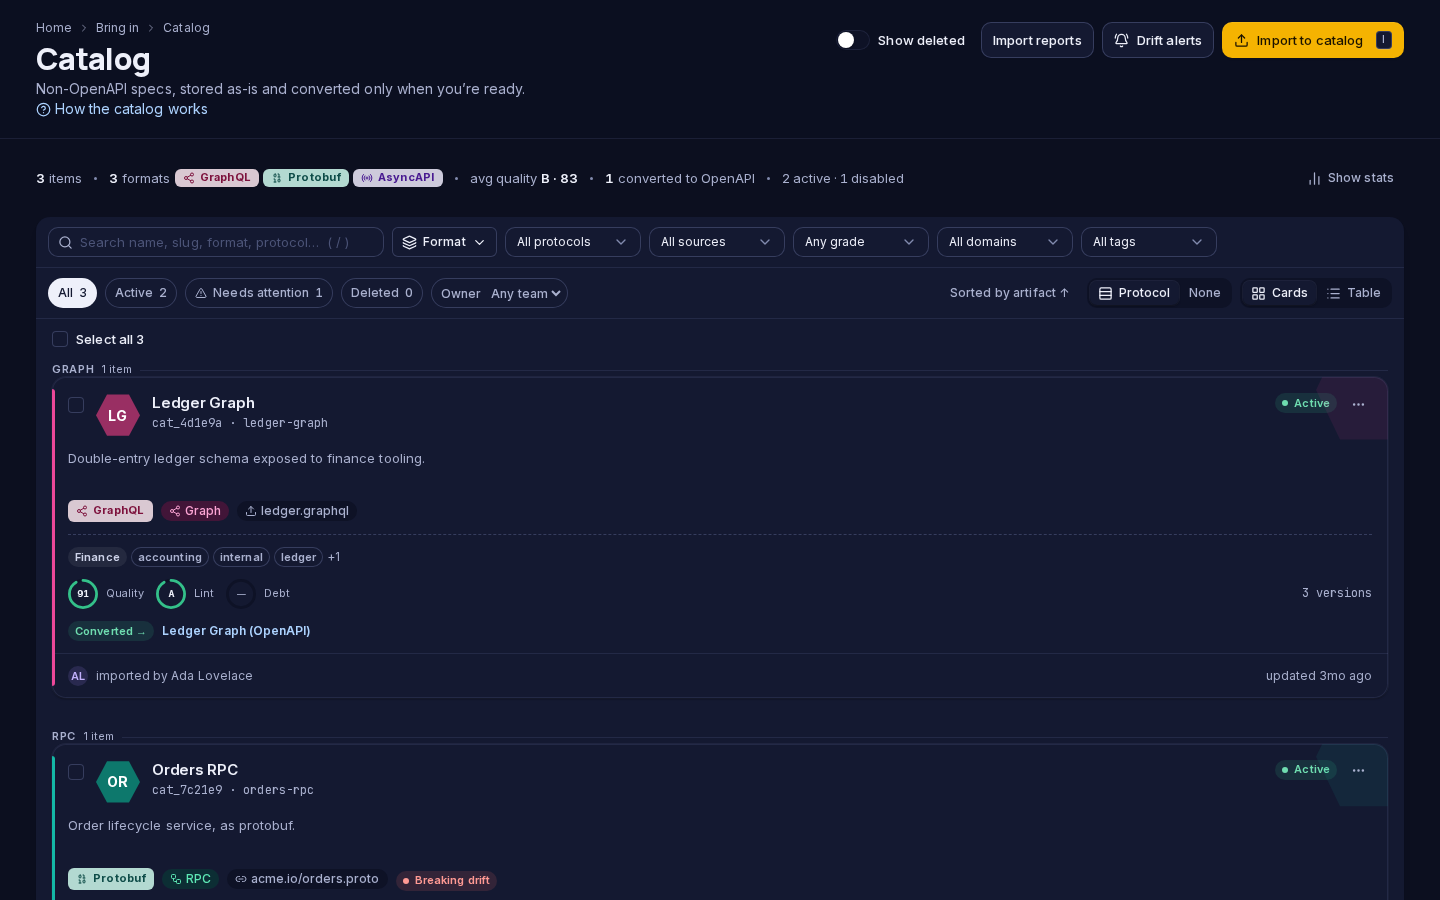 Home > Bring in > Catalog
Catalog
Non-OpenAPI specs, stored as-is and converted only when you’re ready.
How the catalog works
Show deleted
Import reports
Drift alerts
Import to catalog I
3 items • 3 formats GraphQL Protobuf AsyncAPI • avg quality B · 83 • 1 converted to OpenAPI • 2 active · 1 disabled
Show stats
Search name, slug, format, protocol… ( / )
Format
All protocols
All sources
Any grade
All domains
All tags
All 3
Active 2
Needs attention 1
Deleted 0
Owner Any team
Sorted by artifact ↑
Protocol
None
Cards
Table
Select all 3
GRAPH 1 item
LG
Ledger Graph
cat_4d1e9a · ledger-graph
Active
Double-entry ledger schema exposed to finance tooling.
GraphQL
Graph
ledger.graphql
Finance
accounting
internal
ledger
+1
91 Quality
A Lint
— Debt
3 versions
Converted → Ledger Graph (OpenAPI)
AL imported by Ada Lovelace
updated 3mo ago
RPC 1 item
OR
Orders RPC
cat_7c21e9 · orders-rpc
Active
Order lifecycle service, as protobuf.
Protobuf
RPC
acme.io/orders.proto
Breaking drift